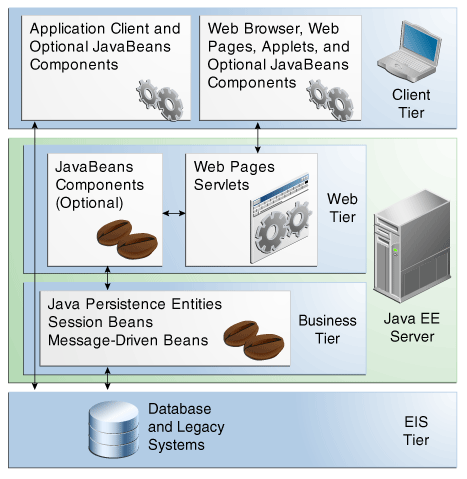 Application Client and
Optional JavaBeans
Components
Web Browser, Web
Pages, Applets, and
Optional JavaBeans
Components
Client
Tier
JavaBeans
Components
(Optional)
Web Pages
Servlets
Web
Tier
Java Persistence Entities
Session Beans
Message-Driven Beans
Business
Tier
Java EE
Server
Database
and Legacy
Systems
EIS
Tier